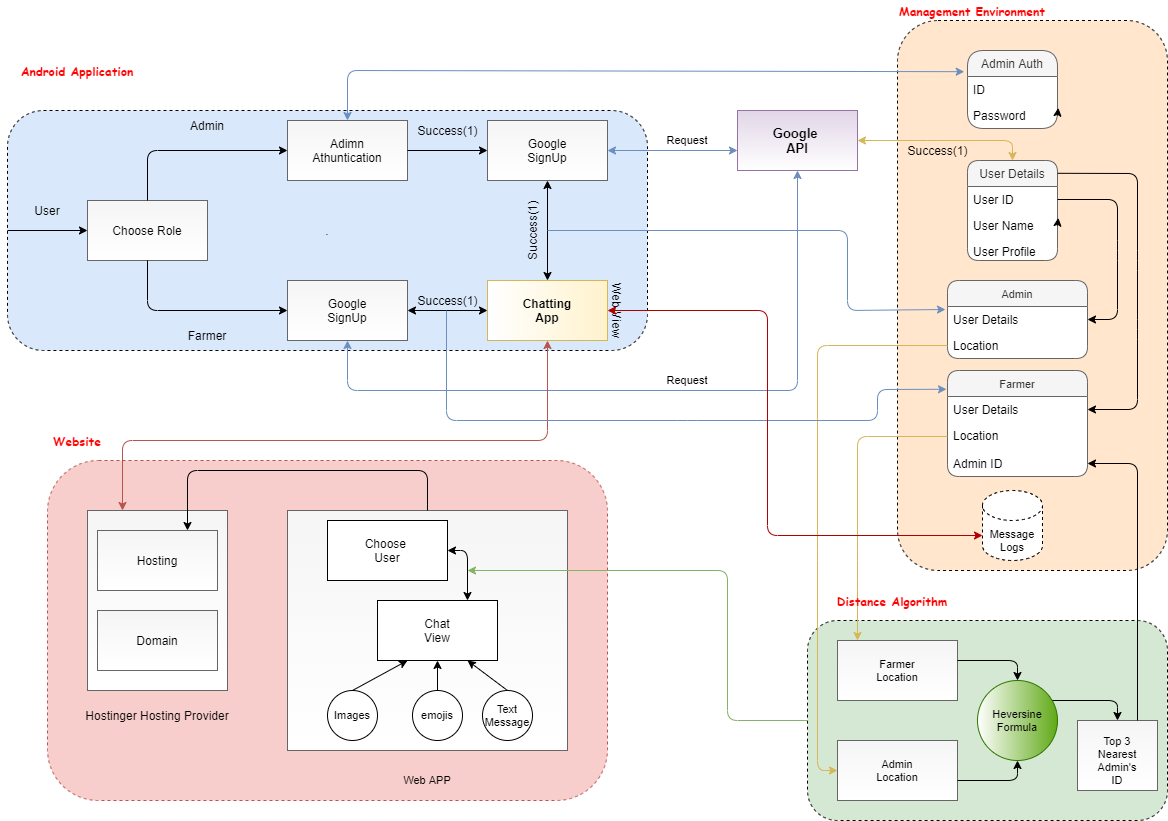 Management Environment
Android Application
Admin Auth
ID
Password
Admin
Adimn
Athuntication
Success(1)
Google
SignUp
Request
Google
API
Success(1)
User Details
User ID
User Name
User Profile
User
Choose Role
Success(1)
Farmer
Google
SignUp
Success(1)
Chatting
App
Web View
Request
Admin
User Details
Location
Farmer
User Details
Location
Admin ID
Message
Logs
Website
Hosting
Domain
Hostinger Hosting Provider
Choose
User
Chat
View
Images
emojis
Text
Message
Web APP
Distance Algorithm
Farmer
Location
Heversine
Formula
Admin
Location
Top 3
Nearest
Admin's
ID